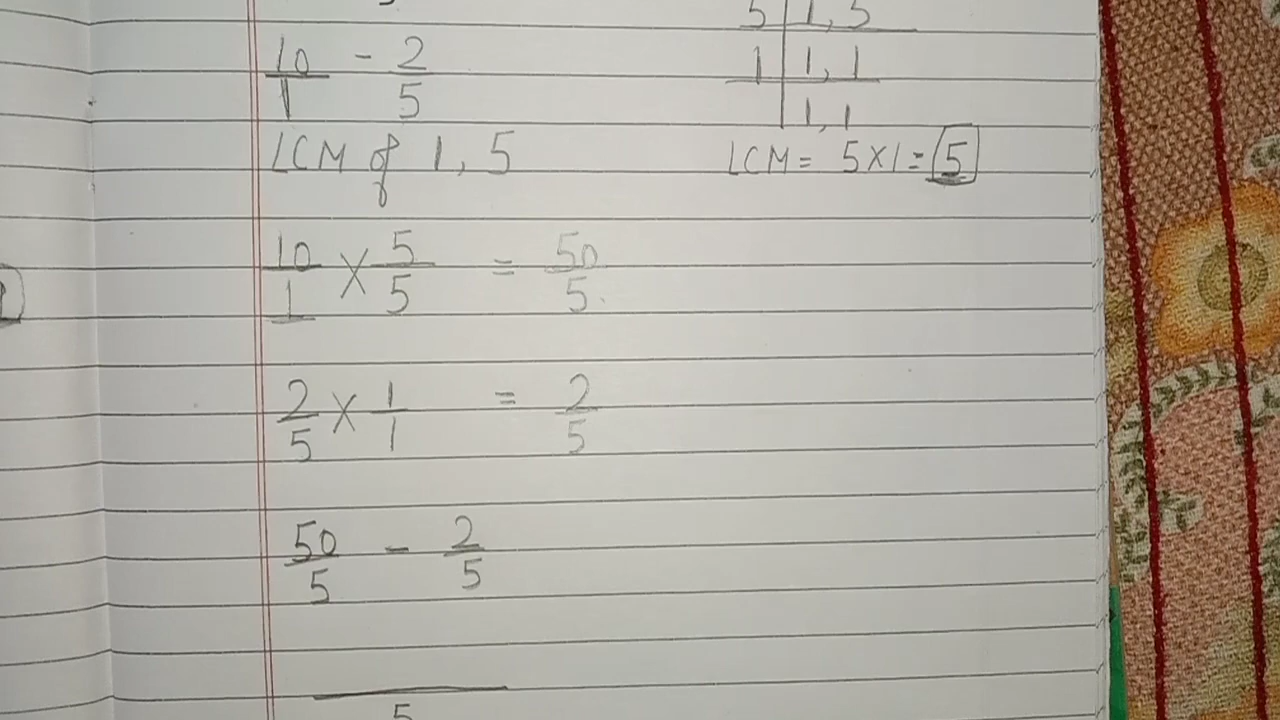 10/1 - 2/5
LCM of 1, 5
10/1 × 5/5 = 50/5
2/5 × 1/1 = 2/5
50/5 - 2/5
5
5 | 1, 5
1 | 1, 1
1, 1
LCM = 5×1 = 5